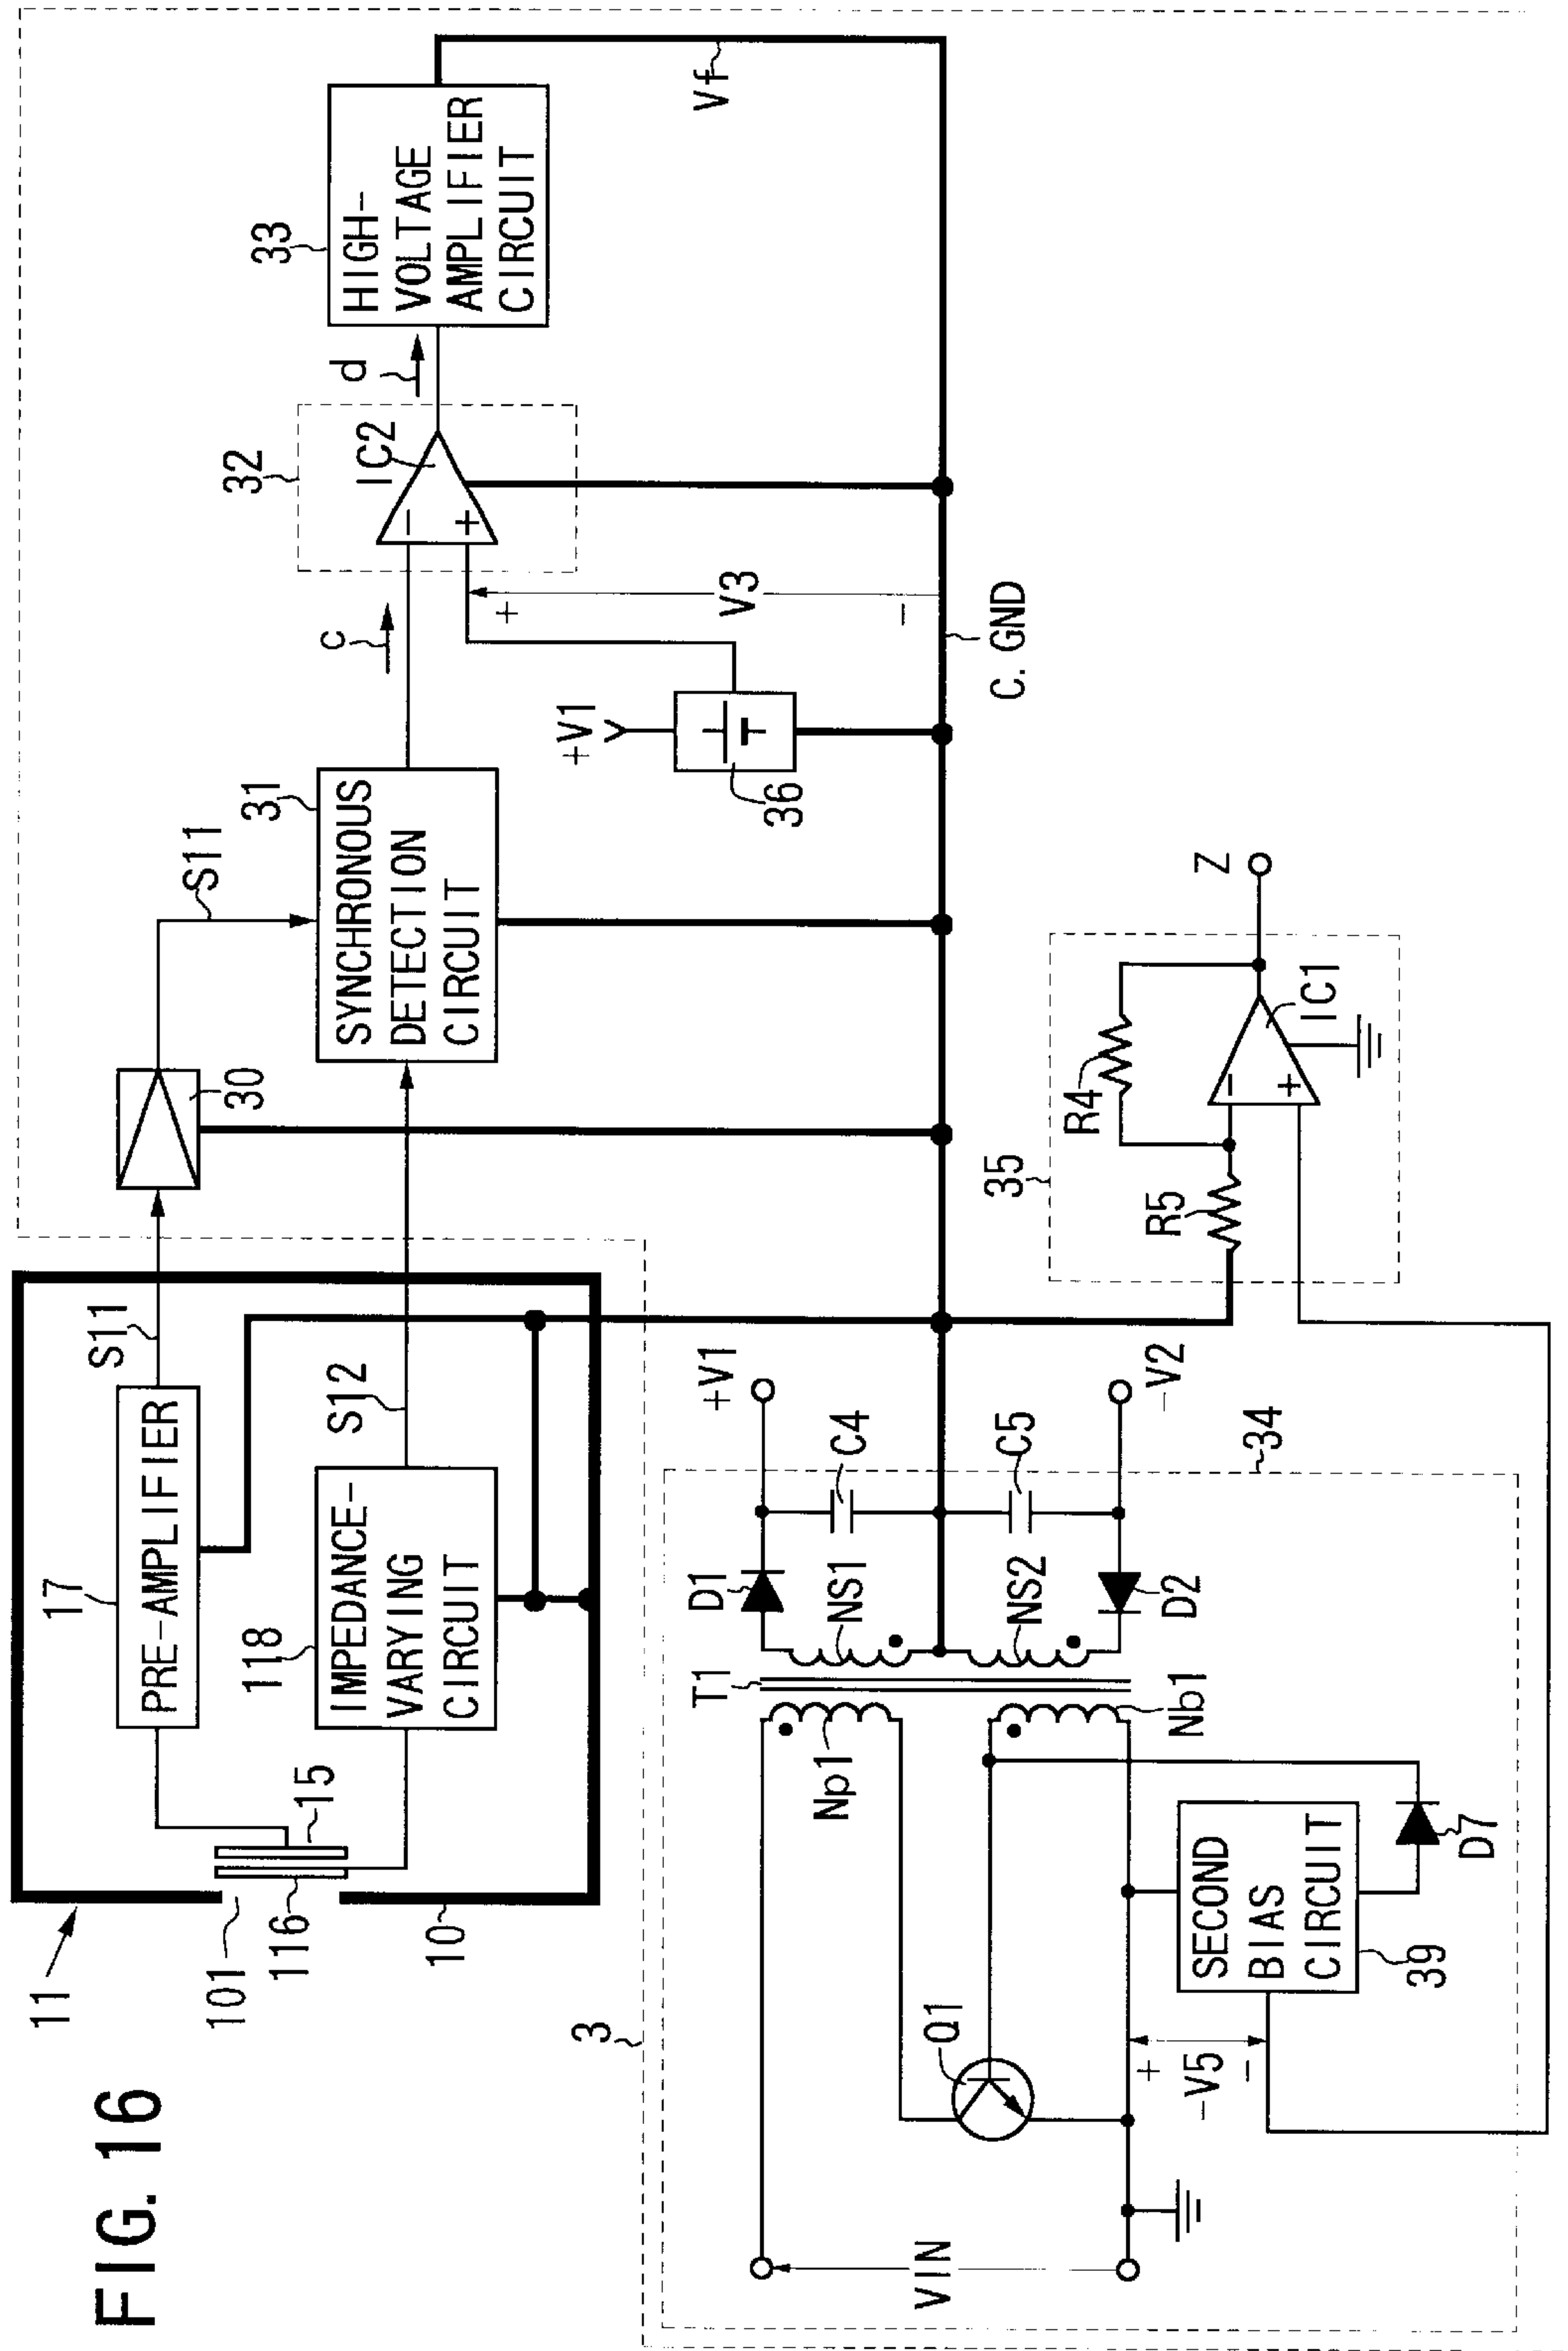 FIG. 16
11
101
116
15
10
17
PRE-AMPLIFIER
S11
118
IMPEDANCE-
VARYING
CIRCUIT
S12
30
S11
31
SYNCHRONOUS
DETECTION
CIRCUIT
c
32
IC2
−
+
d
33
HIGH-
VOLTAGE
AMPLIFIER
CIRCUIT
Vf
+V1
36
+
V3
−
C. GND
3
VIN
Q1
Np1
T1
Nb1
NS1
NS2
D1
D2
C4
C5
+V1
-V2
34
+
-V5
−
SECOND
BIAS
CIRCUIT
39
D7
35
R5
R4
−
+
IC1
Z